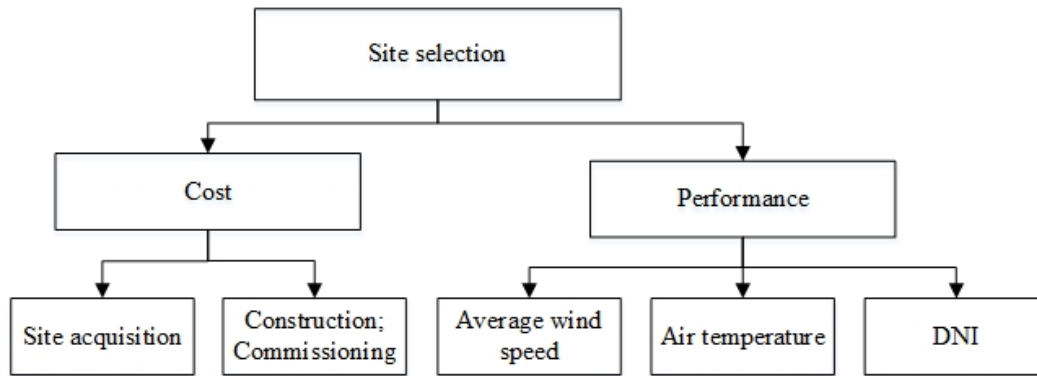 Site selection
Cost
Performance
Site acquisition
Construction;
Commissioning
Average wind
speed
Air temperature
DNI